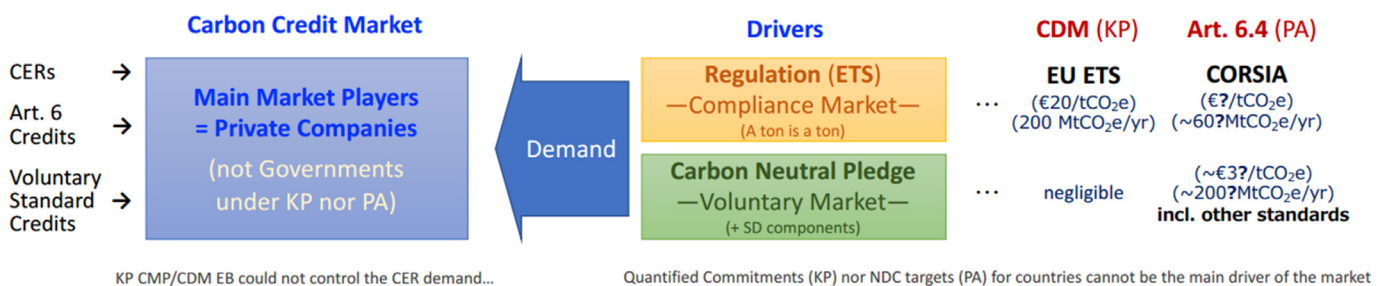 Carbon Credit Market
Drivers
CDM (KP)
Art. 6.4 (PA)
CERs →
Art. 6
Credits →
Voluntary
Standard →
Credits
Main Market Players
= Private Companies
(not Governments
under KP nor PA)
Demand
Regulation (ETS)
—Compliance Market—
(A ton is a ton)
...
EU ETS
(€20/tCO₂e)
(200 MtCO₂e/yr)
CORSIA
(€?/tCO₂e)
(~60?MtCO₂e/yr)
Carbon Neutral Pledge
—Voluntary Market—
(+ SD components)
...
negligible
(~€3?/tCO₂e)
(~200?MtCO₂e/yr)
incl. other standards
KP CMP/CDM EB could not control the CER demand...
Quantified Commitments (KP) nor NDC targets (PA) for countries cannot be the main driver of the market